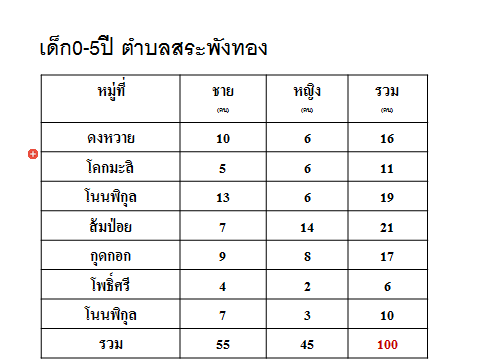 เด็ก0-5ปี ตำบลสระพังทอง
หมู่ที่ ชาย หญิง รวม
(คน) (คน) (คน)
ดงหวาย 10 6 16
โคกมะลิ 5 6 11
โนนพิกุล 13 6 19
ส้มป่อย 7 14 21
กุดกอก 9 8 17
โพธิ์ศรี 4 2 6
โนนพิกุล 7 3 10
รวม 55 45 100